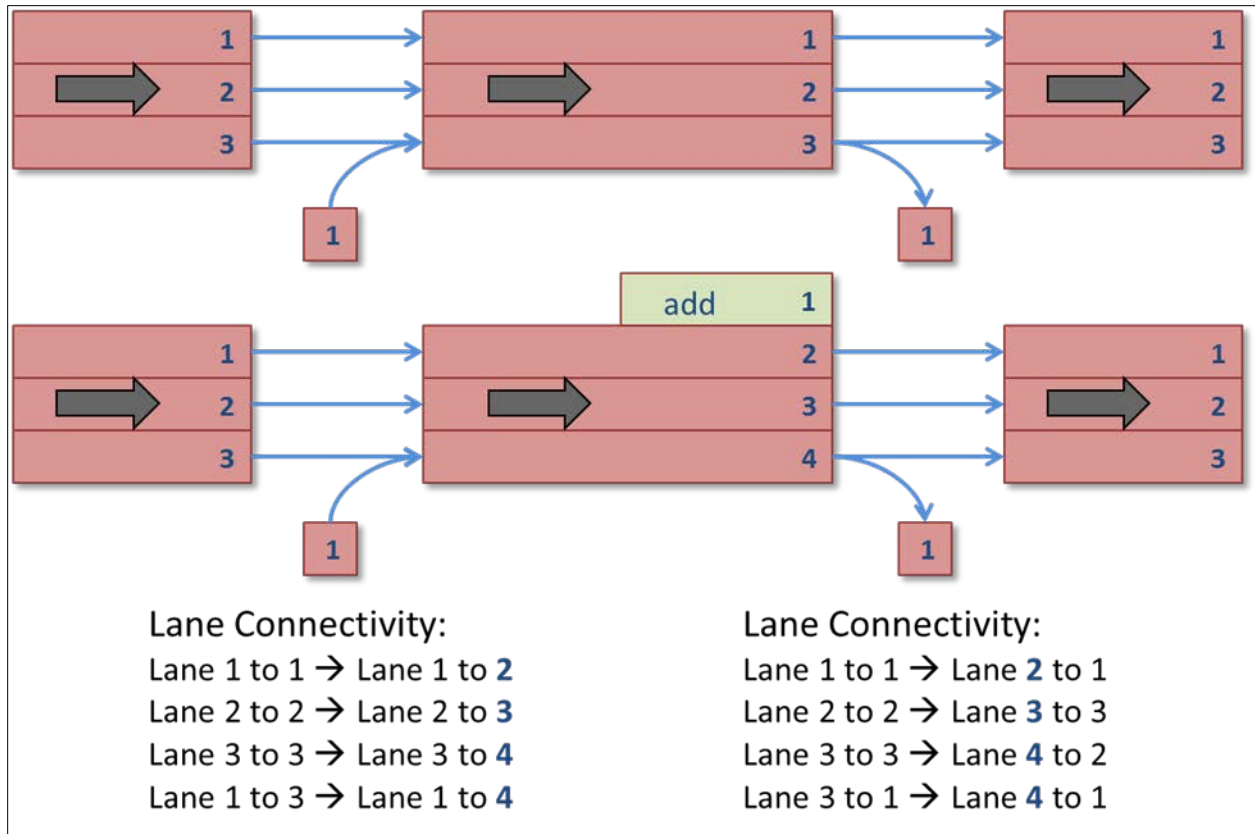 1 1 1
2 2 2
3 3 3
1 1
add 1
1 2 1
2 3 2
3 4 3
1 1
Lane Connectivity:
Lane 1 to 1 → Lane 1 to 2
Lane 2 to 2 → Lane 2 to 3
Lane 3 to 3 → Lane 3 to 4
Lane 1 to 3 → Lane 1 to 4
Lane Connectivity:
Lane 1 to 1 → Lane 2 to 1
Lane 2 to 2 → Lane 3 to 3
Lane 3 to 3 → Lane 4 to 2
Lane 3 to 1 → Lane 4 to 1